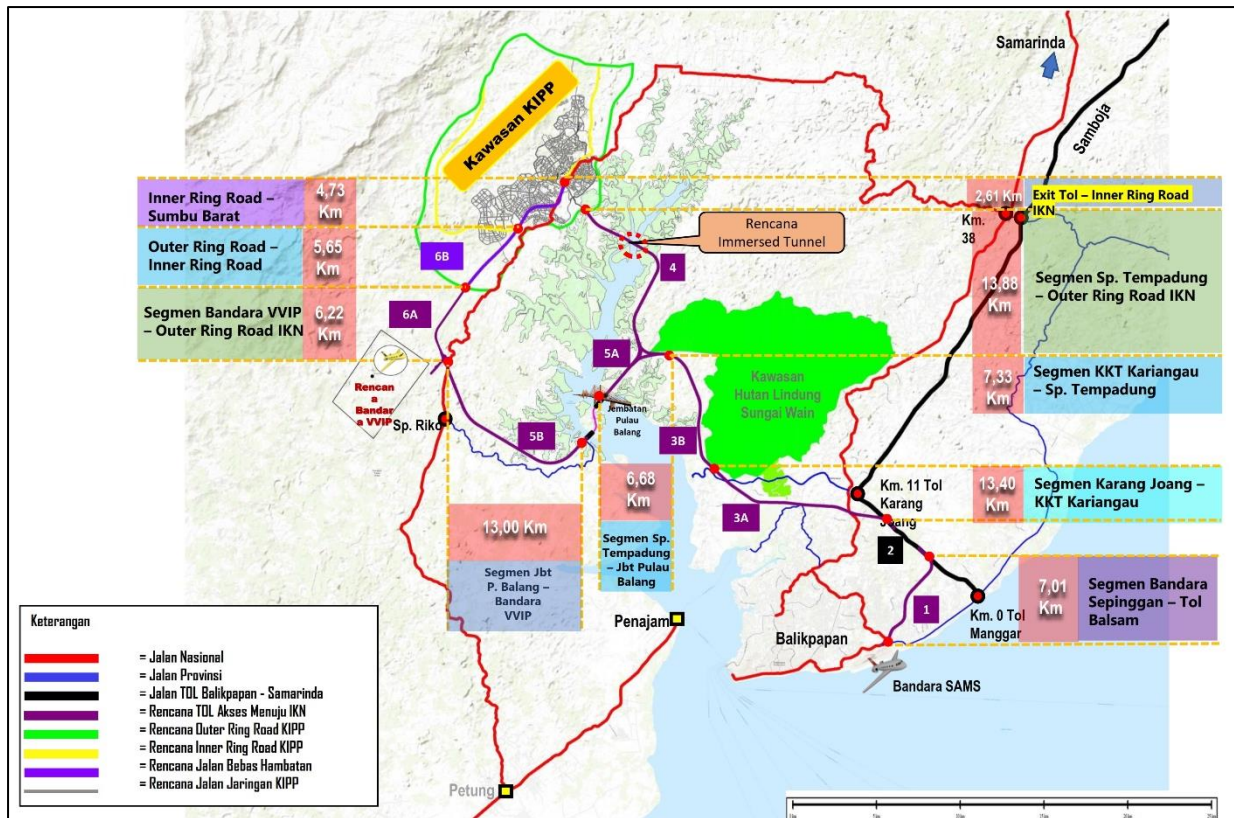 Samarinda
Samboja
Kawasan KIPP
Inner Ring Road –
Sumbu Barat
4,73
Km
Outer Ring Road –
Inner Ring Road
5,65
Km
Segmen Bandara VVIP
– Outer Ring Road IKN
6,22
Km
2,61 Km
Exit Tol – Inner Ring Road
IKN
Km.
38
13,88
Km
Segmen Sp. Tempadung
– Outer Ring Road IKN
7,33
Km
Segmen KKT Kariangau
– Sp. Tempadung
13,40
Km
Segmen Karang Joang –
KKT Kariangau
7,01
Km
Segmen Bandara
Sepinggan – Tol
Balsam
Rencana
Immersed Tunnel
6B
4
6A
5A
5B
3B
3A
2
1
Rencan
a
Bandar
a VVIP
Sp. Riko
Jembatan
Pulau
Balang
Kawasan
Hutan Lindung
Sungai Wain
Km. 11 Tol
Karang
Joang
6,68
Km
Segmen Sp.
Tempadung
– Jbt Pulau
Balang
13,00 Km
Segmen Jbt
P. Balang –
Bandara
VVIP
Km. 0 Tol
Manggar
Penajam
Balikpapan
Bandara SAMS
Petung
Keterangan
= Jalan Nasional
= Jalan Provinsi
= Jalan TOL Balikpapan - Samarinda
= Rencana TOL Akses Menuju IKN
= Rencana Outer Ring Road KIPP
= Rencana Inner Ring Road KIPP
= Rencana Jalan Bebas Hambatan
= Rencana Jalan Jaringan KIPP